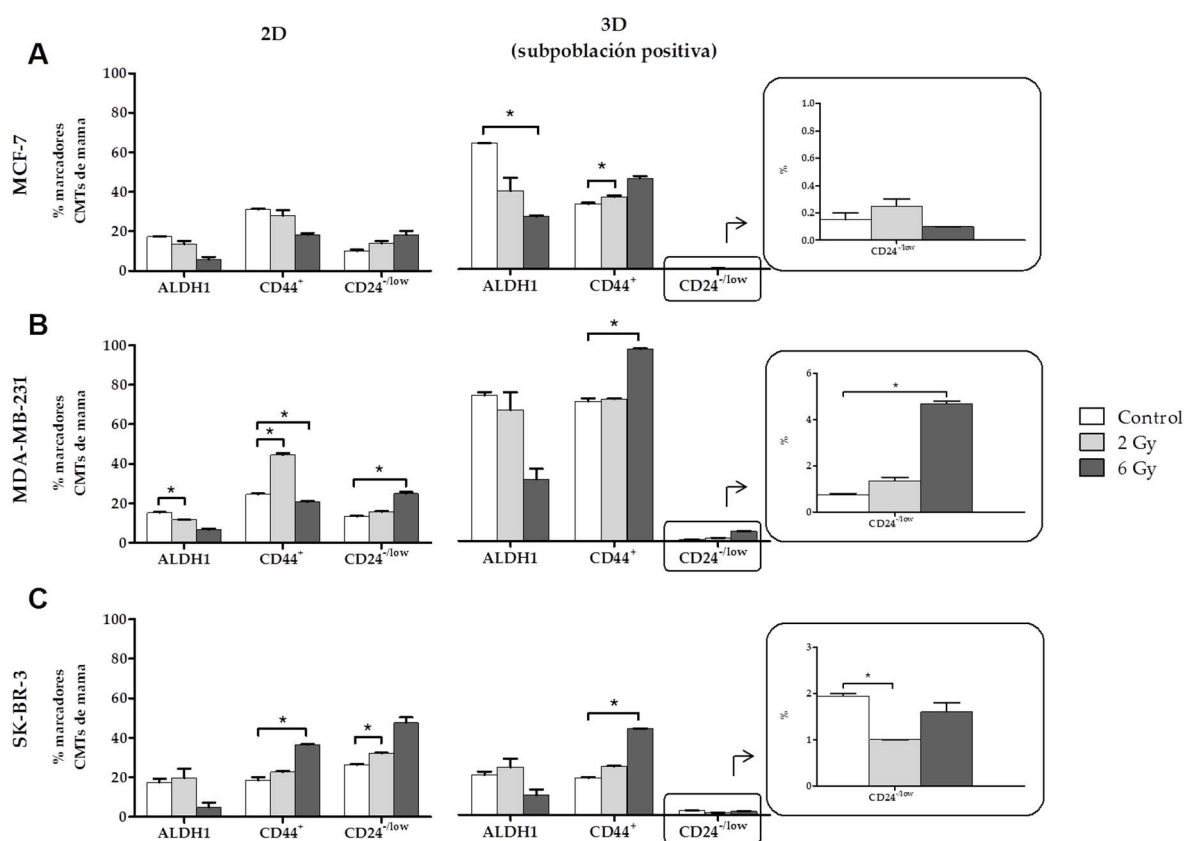 2D
3D
(subpoblación positiva)
A
MCF-7
% marcadores
CMTs de mama
100
80
60
40
20
0
ALDH1 CD44+ CD24-/low
*
*
ALDH1 CD44+ CD24-/low
%
1.0
0.8
0.6
0.4
0.2
0.0
CD24-/low
B
MDA-MB-231
% marcadores
CMTs de mama
100
80
60
40
20
0
*
*
*
*
ALDH1 CD44+ CD24-/low
*
ALDH1 CD44+ CD24-/low
%
6
4
2
0
*
CD24-/low
Control
2 Gy
6 Gy
C
SK-BR-3
% marcadores
CMTs de mama
100
80
60
40
20
0
*
*
ALDH1 CD44+ CD24-/low
*
ALDH1 CD44+ CD24-/low
%
3
2
1
0
*
CD24-/low